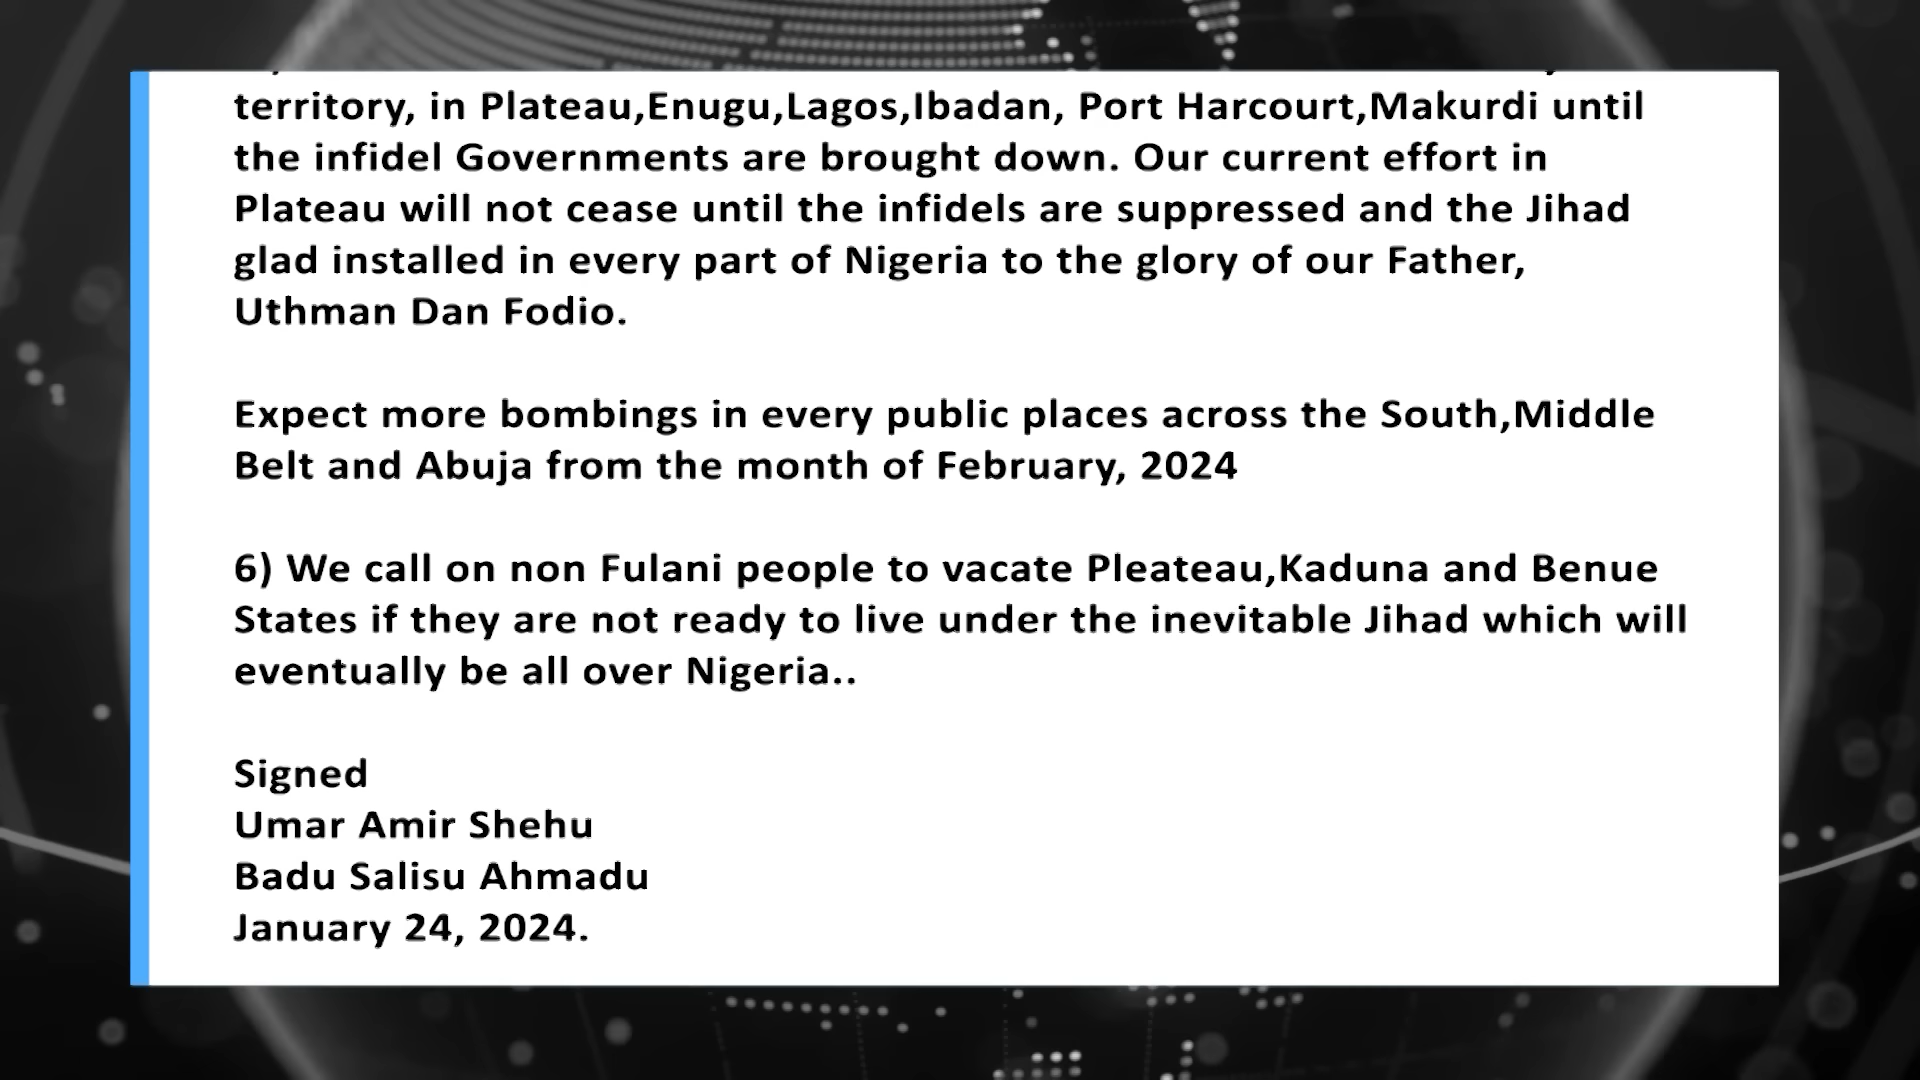 territory, in Plateau,Enugu,Lagos,Ibadan, Port Harcourt,Makurdi until
the infidel Governments are brought down. Our current effort in
Plateau will not cease until the infidels are suppressed and the Jihad
glad installed in every part of Nigeria to the glory of our Father,
Uthman Dan Fodio.
Expect more bombings in every public places across the South,Middle
Belt and Abuja from the month of February, 2024
6) We call on non Fulani people to vacate Pleateau,Kaduna and Benue
States if they are not ready to live under the inevitable Jihad which will
eventually be all over Nigeria..
Signed
Umar Amir Shehu
Badu Salisu Ahmadu
January 24, 2024.